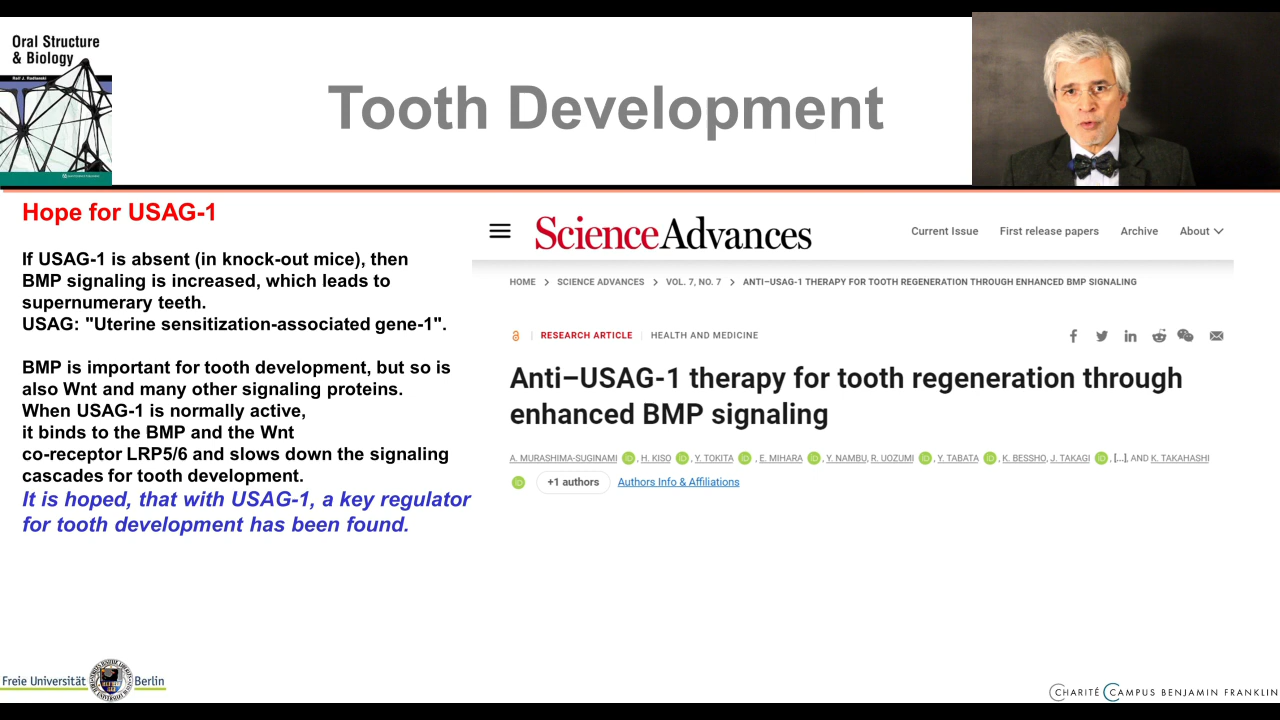 Oral Structure
& Biology
Ralf J. Radlanski
Tooth Development
Hope for USAG-1
If USAG-1 is absent (in knock-out mice), then
BMP signaling is increased, which leads to
supernumerary teeth.
USAG: "Uterine sensitization-associated gene-1".
BMP is important for tooth development, but so is
also Wnt and many other signaling proteins.
When USAG-1 is normally active,
it binds to the BMP and the Wnt
co-receptor LRP5/6 and slows down the signaling
cascades for tooth development.
It is hoped, that with USAG-1, a key regulator
for tooth development has been found.
ScienceAdvances
Current Issue First release papers Archive About
HOME > SCIENCE ADVANCES > VOL. 7, NO. 7 > ANTI–USAG-1 THERAPY FOR TOOTH REGENERATION THROUGH ENHANCED BMP SIGNALING
RESEARCH ARTICLE | HEALTH AND MEDICINE
Anti–USAG-1 therapy for tooth regeneration through
enhanced BMP signaling
A. MURASHIMA-SUGINAMI, H. KISO, Y. TOKITA, E. MIHARA, Y. NAMBU, R. UOZUMI, Y. TABATA, K. BESSHO, J. TAKAGI, [...], AND K. TAKAHASHI
+1 authors Authors Info & Affiliations
Freie Universität Berlin
CHARITÉ CAMPUS BENJAMIN FRANKLIN